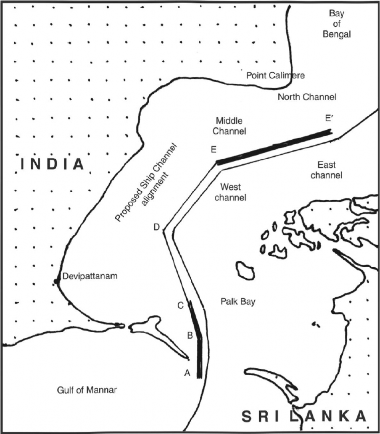 Bay
of
Bengal
Point Calimere
North Channel
Middle
Channel
E'
E
INDIA
East
channel
West
channel
Proposed Ship Channel
alignment
D
Devipattanam
Palk Bay
C
B
A
Gulf of Mannar
SRI LANKA